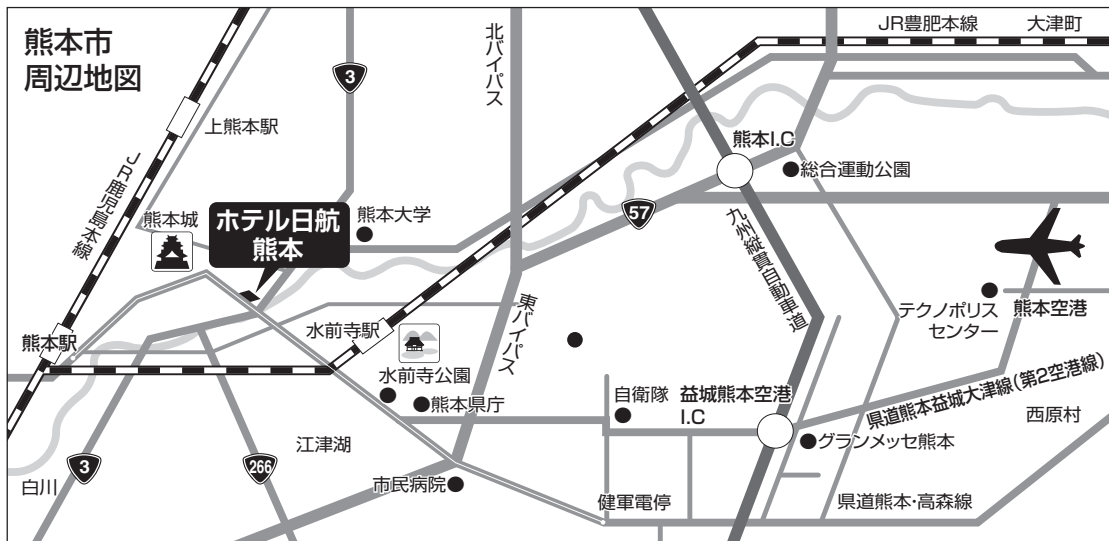 熊本市
周辺地図
3
北バイパス
JR豊肥本線
大津町
上熊本駅
JR鹿児島本線
熊本I.C
総合運動公園
熊本城
ホテル日航
熊本
熊本大学
57
九州縦貫自動車道
東バイパス
テクノポリス
センター
熊本空港
熊本駅
水前寺駅
水前寺公園
熊本県庁
自衛隊
益城熊本空港
I.C
県道熊本益城大津線(第2空港線)
西原村
グランメッセ熊本
江津湖
3
266
白川
市民病院
健軍電停
県道熊本・高森線